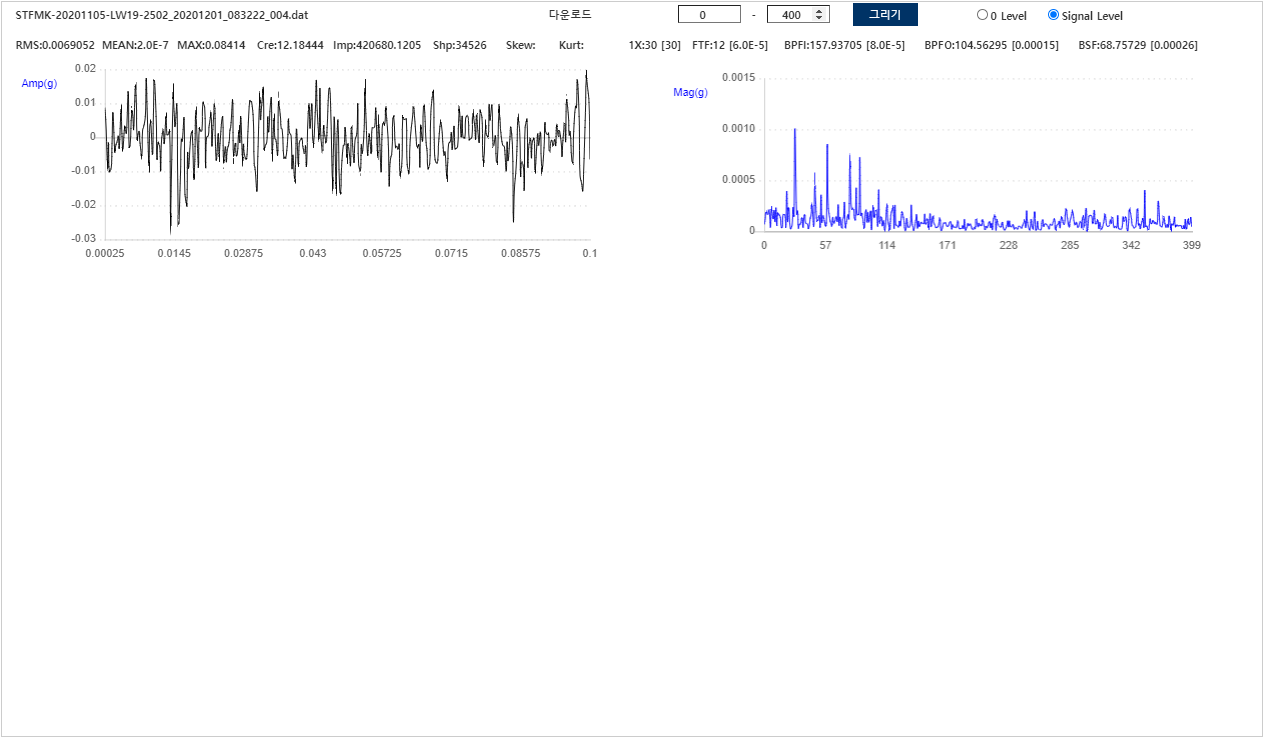 STFMK-20201105-LW19-2502_20201201_083222_004.dat 다운로드 0 - 400 그리기 0 Level Signal Level
RMS:0.0069052 MEAN:2.0E-7 MAX:0.08414 Cre:12.18444 Imp:420680.1205 Shp:34526 Skew: Kurt: 1X:30 [30] FTF:12 [6.0E-5] BPFI:157.93705 [8.0E-5] BPFO:104.56295 [0.00015] BSF:68.75729 [0.00026]
Amp(g)
0.02
0.01
0
-0.01
-0.02
-0.03
0.00025 0.0145 0.02875 0.043 0.05725 0.0715 0.08575 0.1
Mag(g)
0.0015
0.0010
0.0005
0
0 57 114 171 228 285 342 399